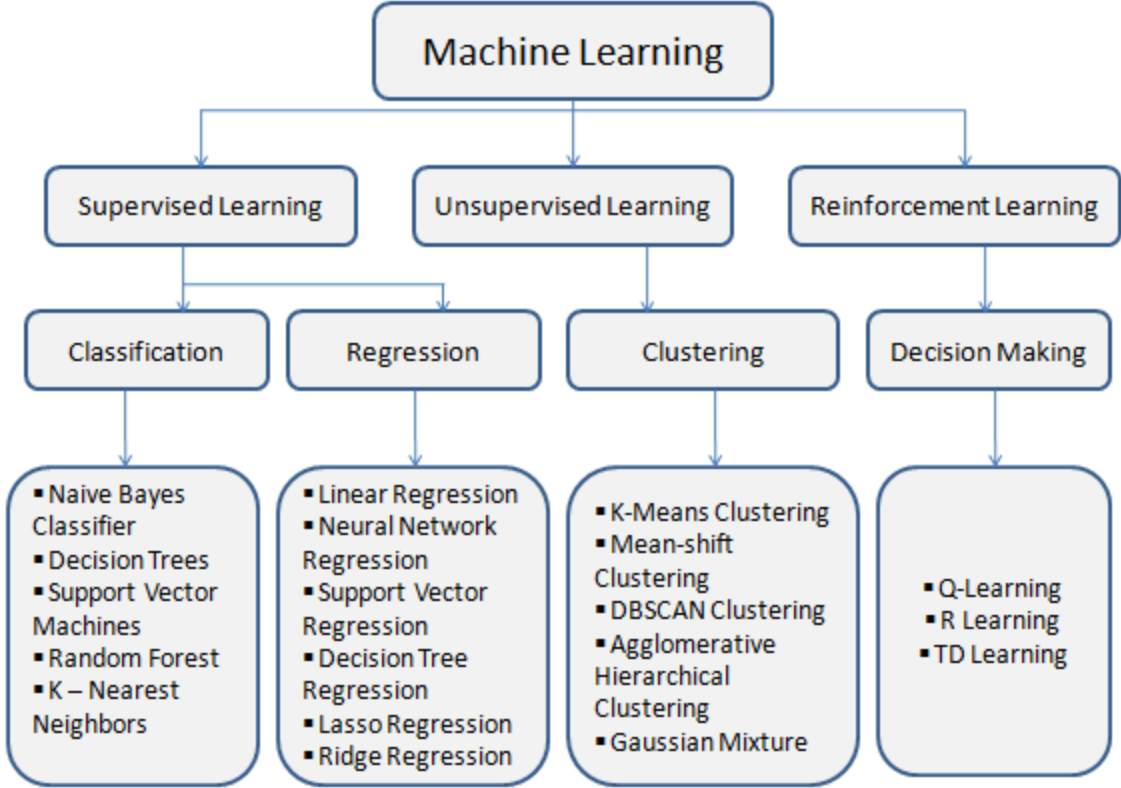 Machine Learning
Supervised Learning
Unsupervised Learning
Reinforcement Learning
Classification
Regression
Clustering
Decision Making
▪ Naive Bayes
Classifier
▪ Decision Trees
▪ Support Vector
Machines
▪ Random Forest
▪ K – Nearest
Neighbors
▪ Linear Regression
▪ Neural Network
Regression
▪ Support Vector
Regression
▪ Decision Tree
Regression
▪ Lasso Regression
▪ Ridge Regression
▪ K-Means Clustering
▪ Mean-shift
Clustering
▪ DBSCAN Clustering
▪ Agglomerative
Hierarchical
Clustering
▪ Gaussian Mixture
▪ Q-Learning
▪ R Learning
▪ TD Learning